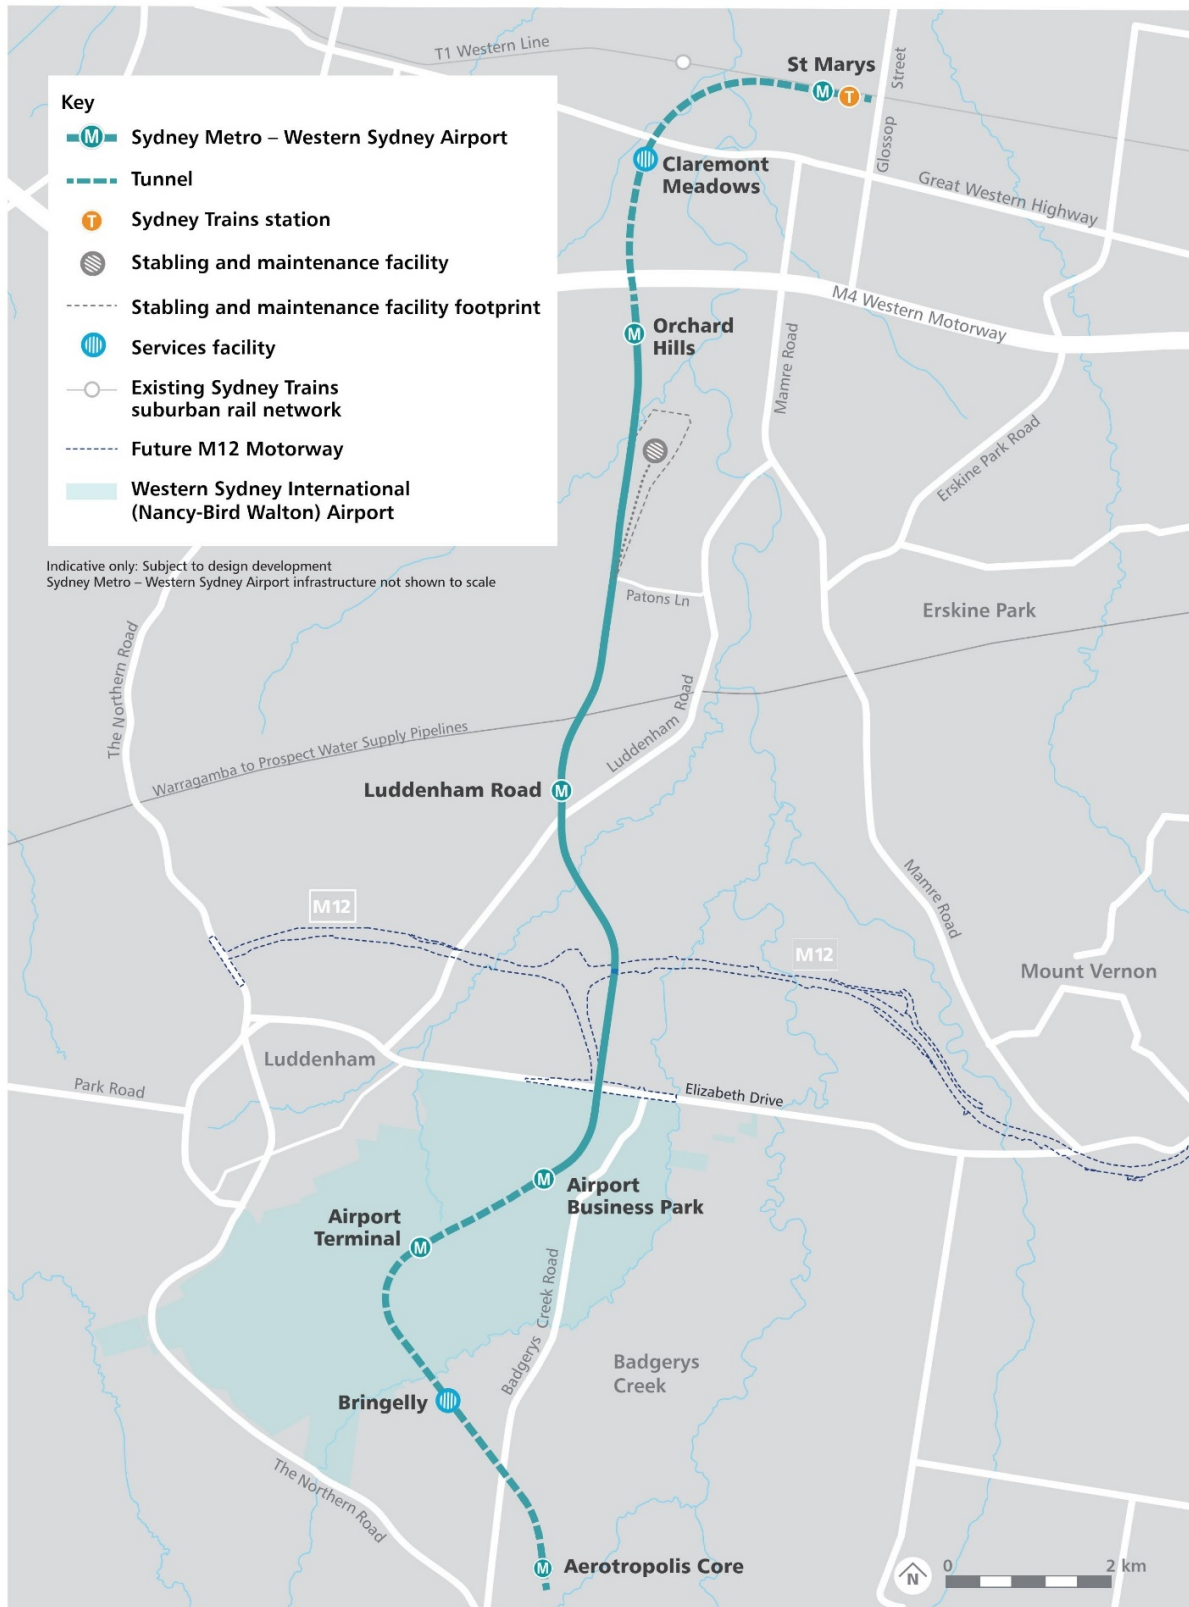 T1 Western Line
St Marys
M
T
Glossop Street
Key
M
Sydney Metro – Western Sydney Airport
Tunnel
T
Sydney Trains station
Stabling and maintenance facility
Stabling and maintenance facility footprint
Services facility
Existing Sydney Trains
suburban rail network
Future M12 Motorway
Western Sydney International
(Nancy-Bird Walton) Airport
Indicative only: Subject to design development
Sydney Metro – Western Sydney Airport infrastructure not shown to scale
Claremont
Meadows
Great Western Highway
M4 Western Motorway
M
Orchard
Hills
Mamre Road
Erskine Park Road
Patons Ln
Erskine Park
The Northern Road
Luddenham Road
Warragamba to Prospect Water Supply Pipelines
Luddenham Road
M
Mamre Road
M12
M12
Mount Vernon
Luddenham
Park Road
Elizabeth Drive
M
Airport
Business Park
Airport
Terminal
M
Badgerys Creek Road
Badgerys
Creek
Bringelly
The Northern Road
M
Aerotropolis Core
N
0
2 km